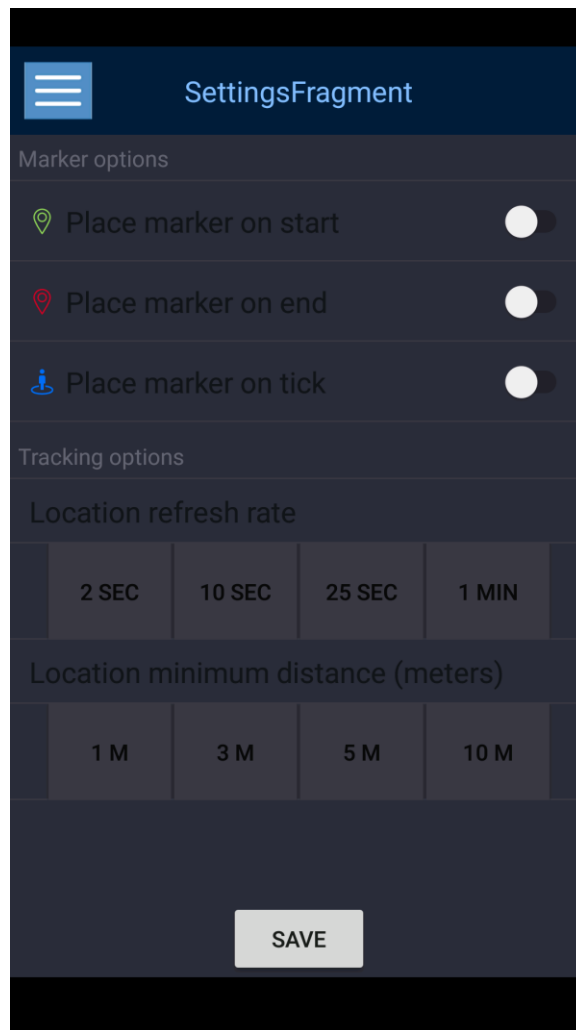 SettingsFragment
Marker options
Place marker on start
Place marker on end
Place marker on tick
Tracking options
Location refresh rate
2 SEC 10 SEC 25 SEC 1 MIN
Location minimum distance (meters)
1 M 3 M 5 M 10 M
SAVE